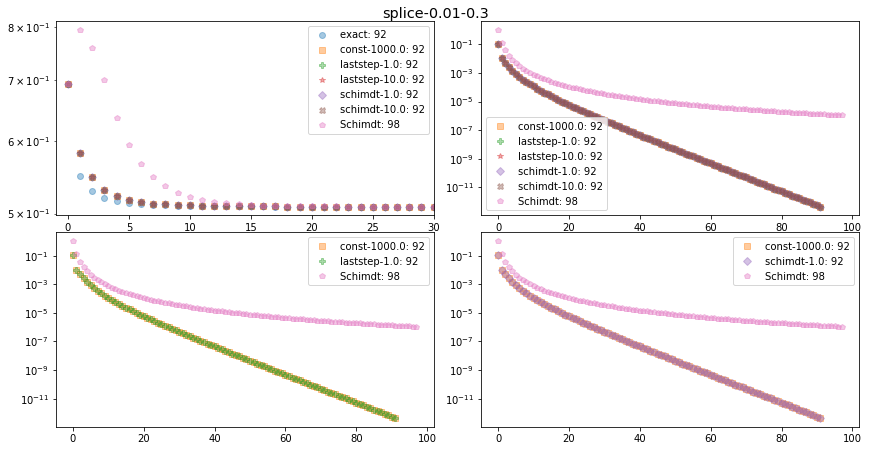 splice-0.01-0.3
8 × 10⁻¹
7 × 10⁻¹
6 × 10⁻¹
5 × 10⁻¹
0 5 10 15 20 25 30
exact: 92
const-1000.0: 92
laststep-1.0: 92
laststep-10.0: 92
schimdt-1.0: 92
schimdt-10.0: 92
Schimdt: 98
10⁻¹
10⁻³
10⁻⁵
10⁻⁷
10⁻⁹
10⁻¹¹
0 20 40 60 80 100
const-1000.0: 92
laststep-1.0: 92
laststep-10.0: 92
schimdt-1.0: 92
schimdt-10.0: 92
Schimdt: 98
10⁻¹
10⁻³
10⁻⁵
10⁻⁷
10⁻⁹
10⁻¹¹
0 20 40 60 80 100
const-1000.0: 92
laststep-1.0: 92
Schimdt: 98
10⁻¹
10⁻³
10⁻⁵
10⁻⁷
10⁻⁹
10⁻¹¹
0 20 40 60 80 100
const-1000.0: 92
schimdt-1.0: 92
Schimdt: 98